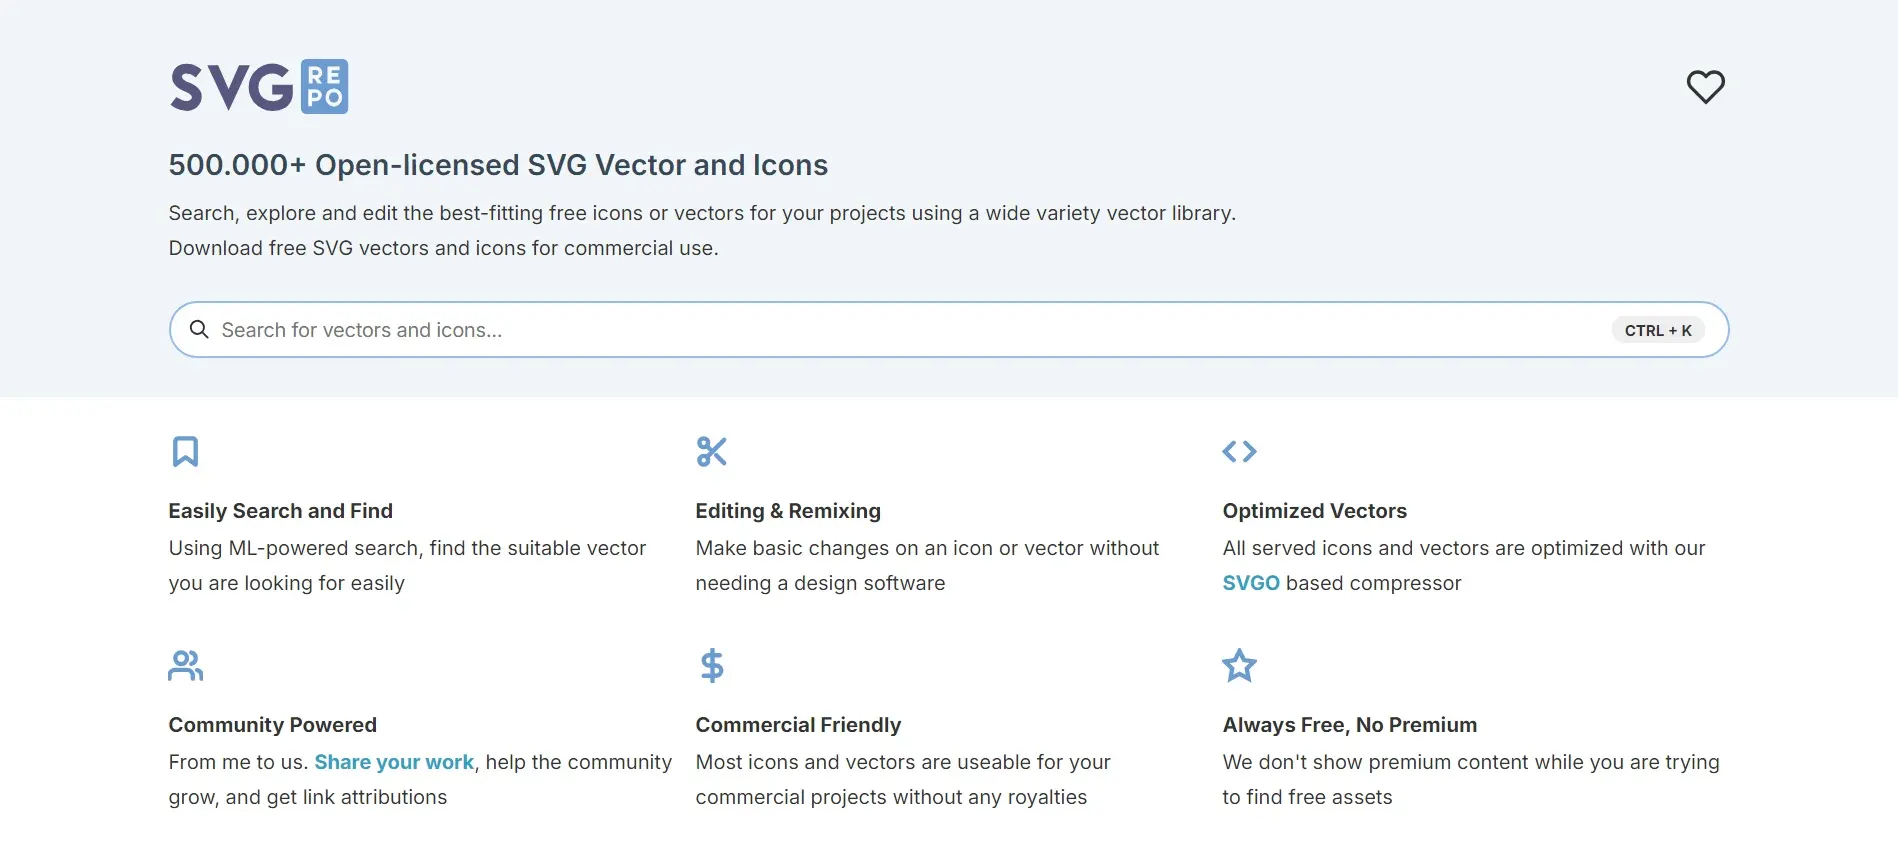 SVG REPO
500.000+ Open-licensed SVG Vector and Icons
Search, explore and edit the best-fitting free icons or vectors for your projects using a wide variety vector library.
Download free SVG vectors and icons for commercial use.
Search for vectors and icons...
CTRL + K
Easily Search and Find
Using ML-powered search, find the suitable vector
you are looking for easily
Editing & Remixing
Make basic changes on an icon or vector without
needing a design software
Optimized Vectors
All served icons and vectors are optimized with our
SVGO based compressor
Community Powered
From me to us. Share your work, help the community
grow, and get link attributions
Commercial Friendly
Most icons and vectors are useable for your
commercial projects without any royalties
Always Free, No Premium
We don't show premium content while you are trying
to find free assets